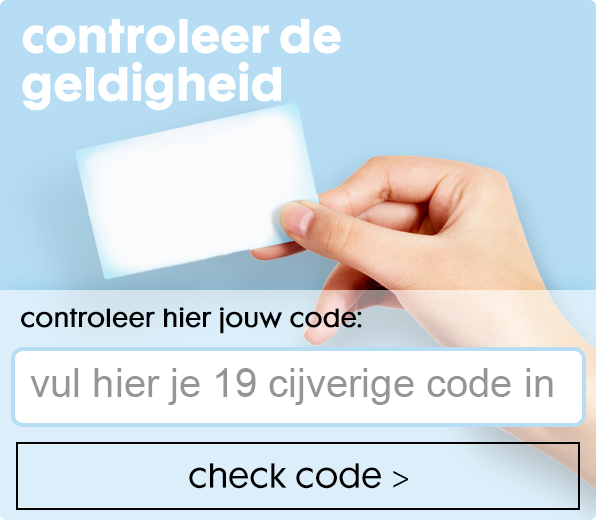 controleer de
geldigheid
controleer hier jouw code:
vul hier je 19 cijverige code in
check code >